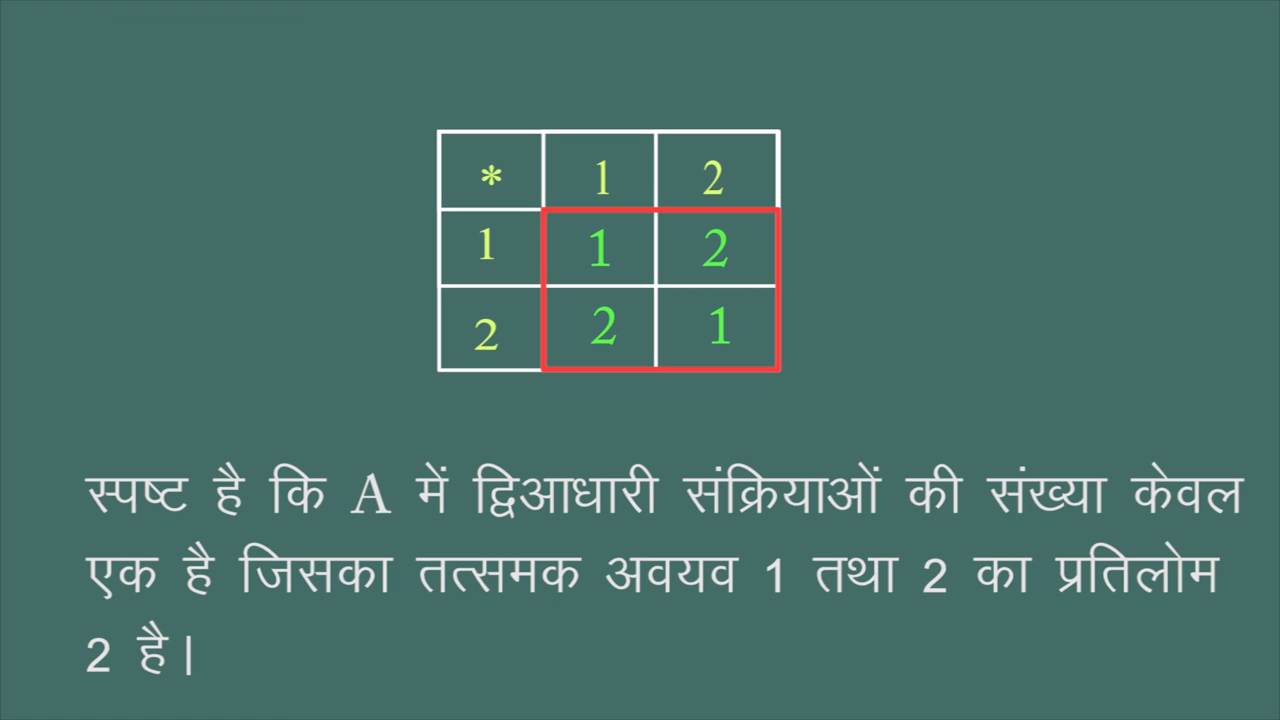 * 1 2
1 1 2
2 2 1
स्पष्ट है कि A में द्विआधारी संक्रियाओं की संख्या केवल
एक है जिसका तत्समक अवयव 1 तथा 2 का प्रतिलोम
2 है|